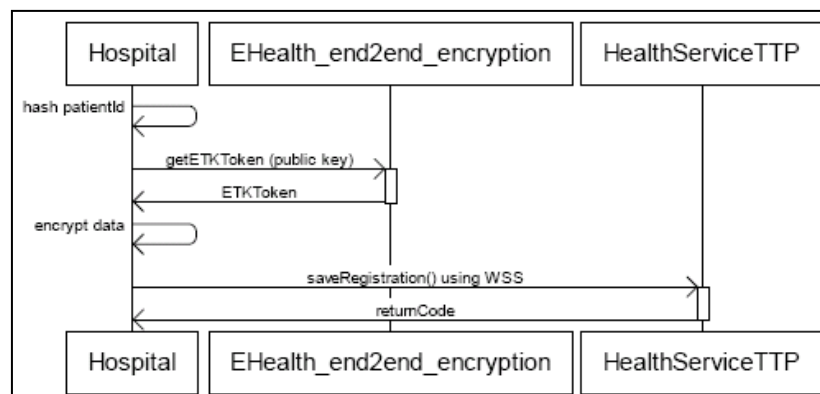 Hospital
EHealth_end2end_encryption
HealthServiceTTP
hash patientId
getETKToken (public key)
ETKToken
encrypt data
saveRegistration() using WSS
returnCode
Hospital
EHealth_end2end_encryption
HealthServiceTTP